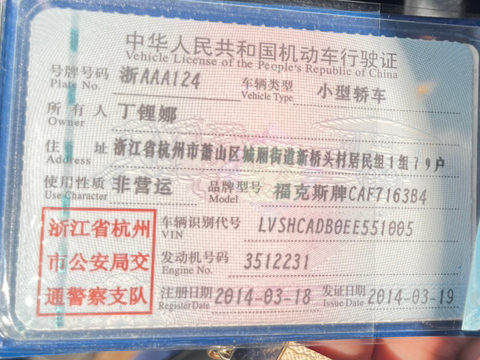 中华人民共和国机动车行驶证
Vehicle License of the People's Republic of China
号牌号码 浙AAA124 车辆类型 小型轿车
Plate No. Vehicle Type
所有人 丁锂娜
Owner
住址 浙江省杭州市萧山区城厢街道新桥头村居民组1组79户
Address
使用性质 非营运 品牌型号 福克斯牌CAF7163B4
Use Character Model
浙江省杭州 车辆识别代号 LVSHCADB0EE551005
VIN
市公安局交 发动机号码 3512231
Engine No.
通警察支队 注册日期 2014-03-18 发证日期 2014-03-19
Register Date Issue Date